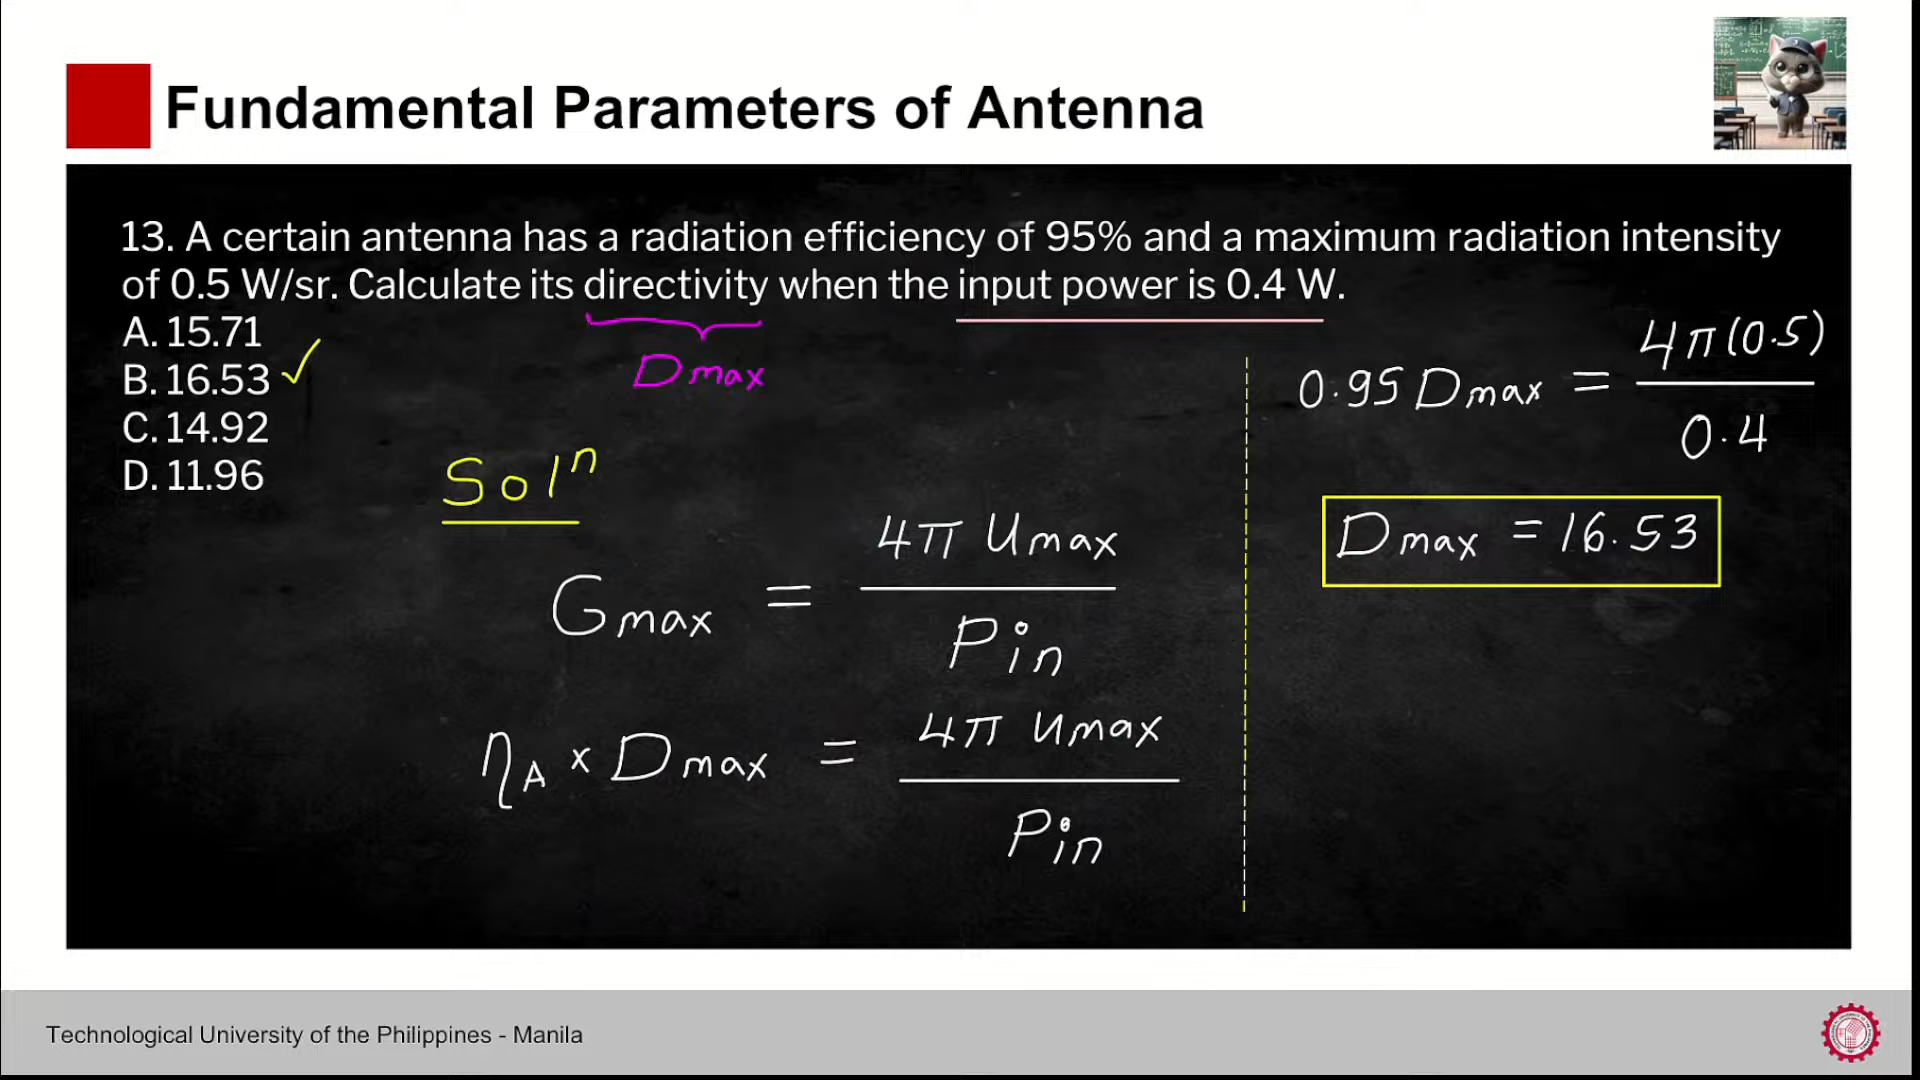 Fundamental Parameters of Antenna
13. A certain antenna has a radiation efficiency of 95% and a maximum radiation intensity
of 0.5 W/sr. Calculate its directivity when the input power is 0.4 W.
A. 15.71
B. 16.53 ✓
C. 14.92
D. 11.96
Dmax
Solⁿ
Gmax = 4π Umax / Pin
ηA × Dmax = 4π Umax / Pin
0.95 Dmax = 4π(0.5) / 0.4
Dmax = 16.53
Technological University of the Philippines - Manila